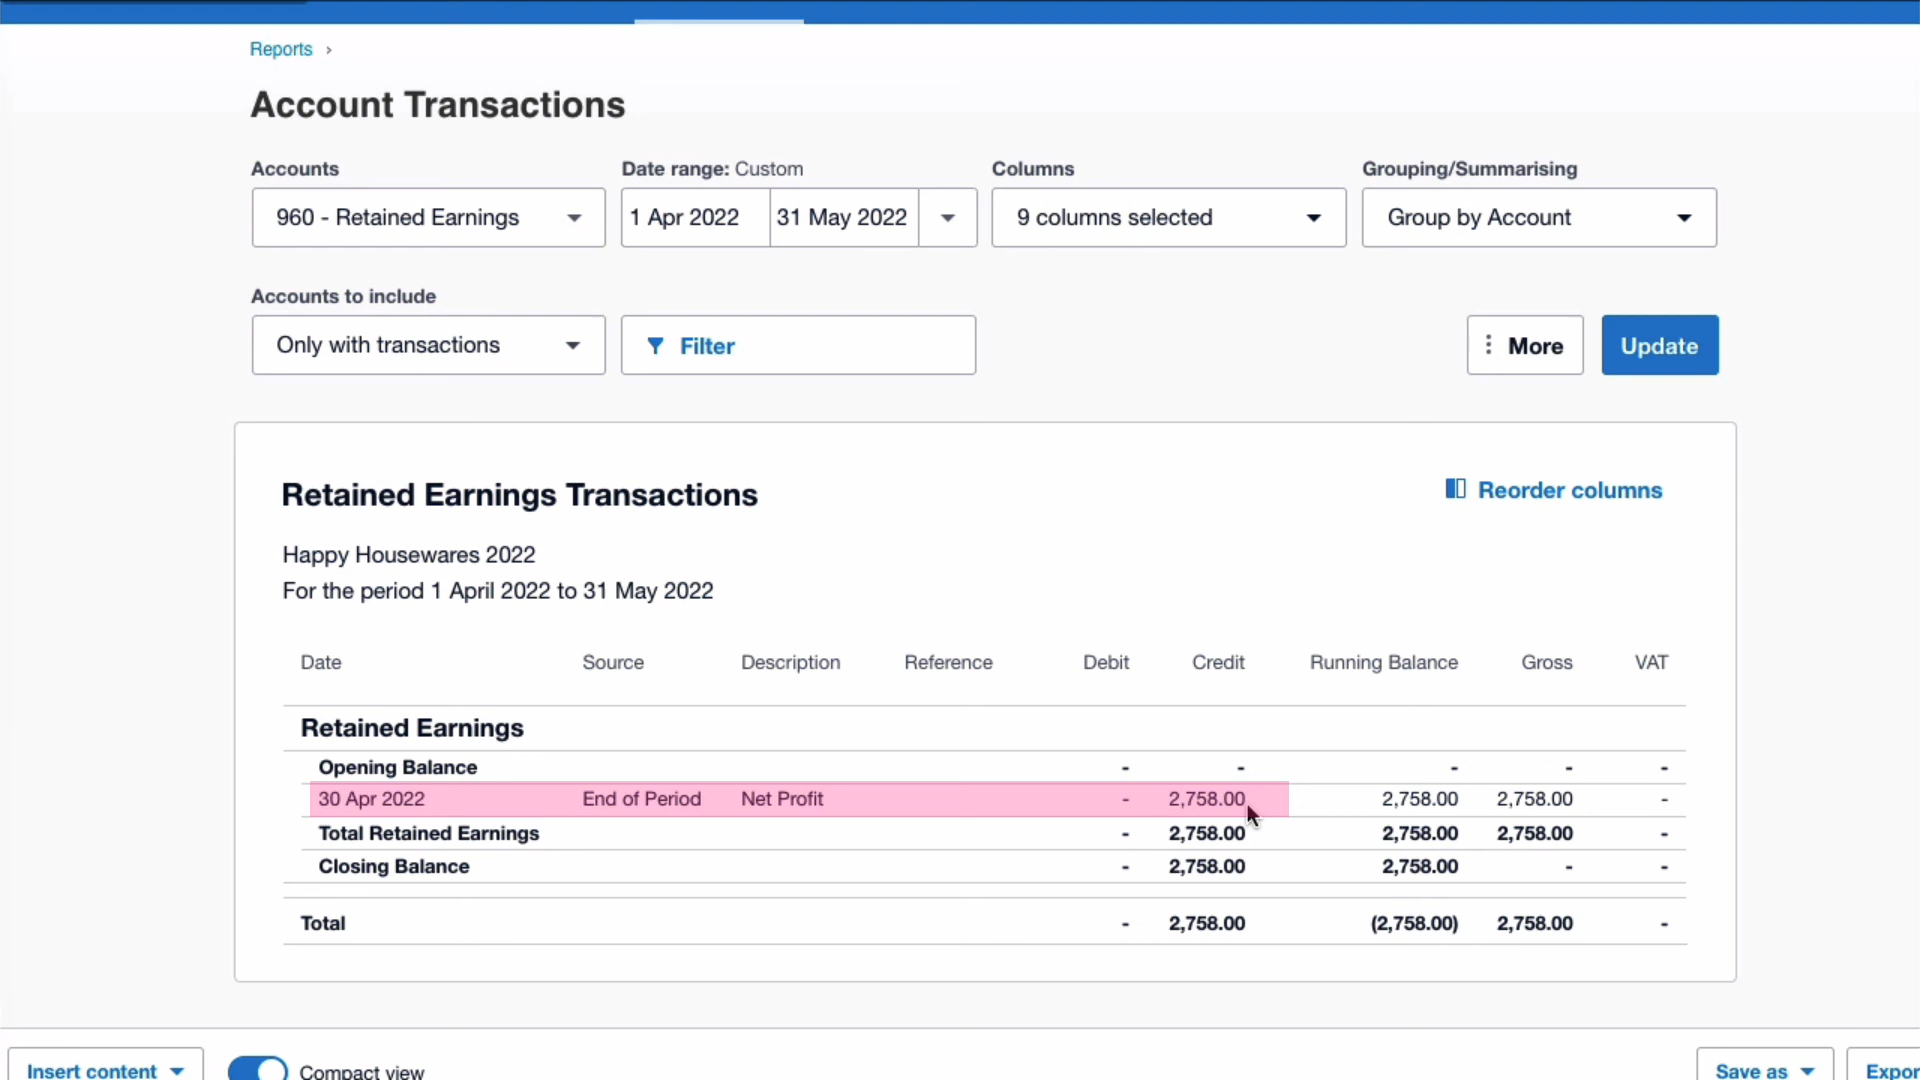 Reports ›
Account Transactions
Accounts
Date range: Custom
Columns
Grouping/Summarising
960 - Retained Earnings
1 Apr 2022
31 May 2022
9 columns selected
Group by Account
Accounts to include
Only with transactions
Filter
More
Update
Retained Earnings Transactions
Reorder columns
Happy Housewares 2022
For the period 1 April 2022 to 31 May 2022
Date Source Description Reference Debit Credit Running Balance Gross VAT
Retained Earnings
Opening Balance - - - - -
30 Apr 2022 End of Period Net Profit - 2,758.00 2,758.00 2,758.00 -
Total Retained Earnings - 2,758.00 2,758.00 2,758.00 -
Closing Balance - 2,758.00 2,758.00 - -
Total - 2,758.00 (2,758.00) 2,758.00 -
Insert content
Compact view
Save as
Expor